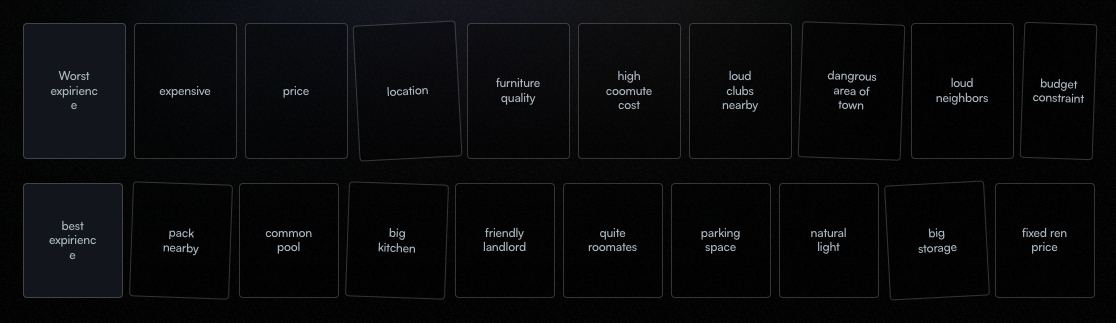 Worst
expirienc
e
expensive
price
location
furniture
quality
high
coomute
cost
loud
clubs
nearby
dangrous
area of
town
loud
neighbors
budget
constraint
best
expirienc
e
pack
nearby
common
pool
big
kitchen
friendly
landlord
quite
roomates
parking
space
natural
light
big
storage
fixed ren
price